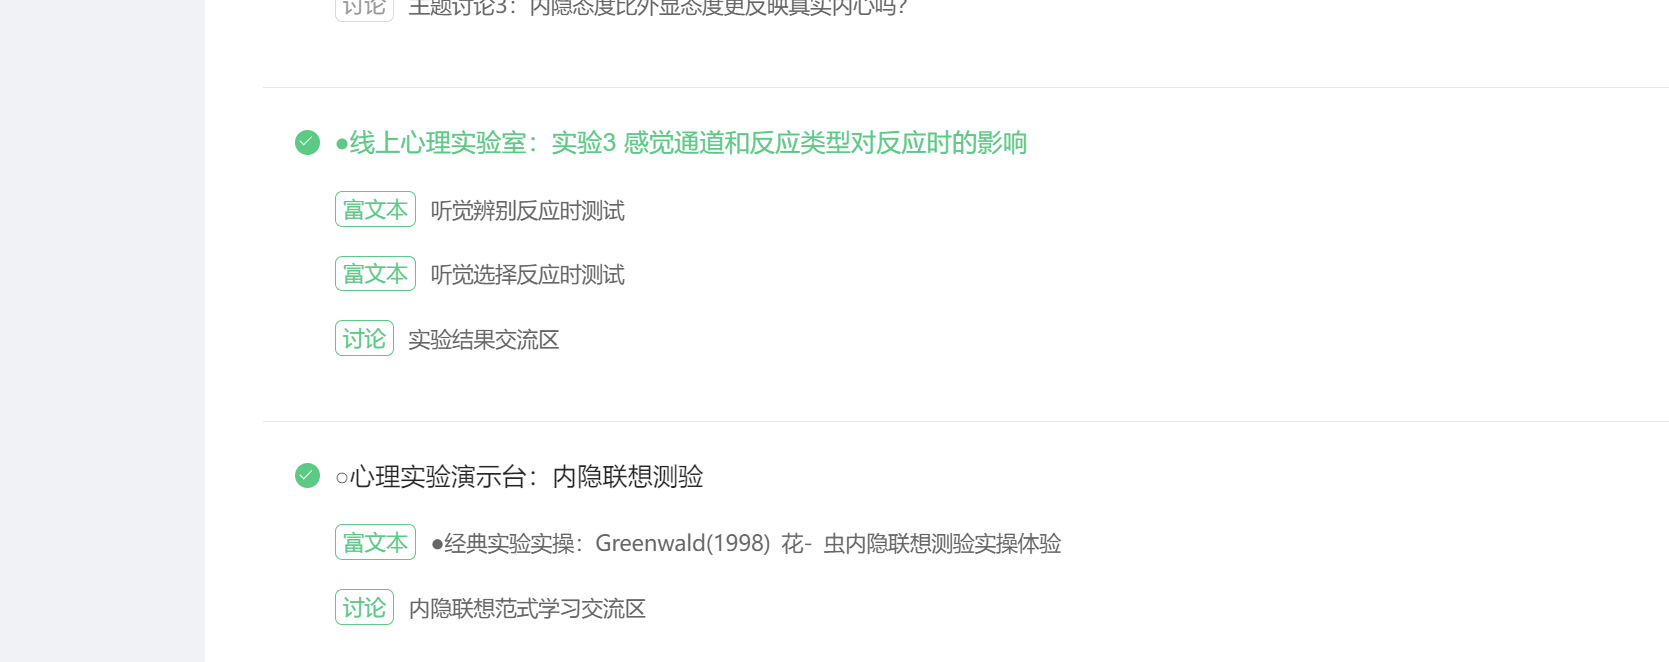 讨论 主题讨论3：内隐态度比外显态度更反映真实内心吗？
●线上心理实验室：实验3 感觉通道和反应类型对反应时的影响
富文本 听觉辨别反应时测试
富文本 听觉选择反应时测试
讨论 实验结果交流区
○心理实验演示台：内隐联想测验
富文本 ●经典实验实操：Greenwald(1998) 花- 虫内隐联想测验实操体验
讨论 内隐联想范式学习交流区